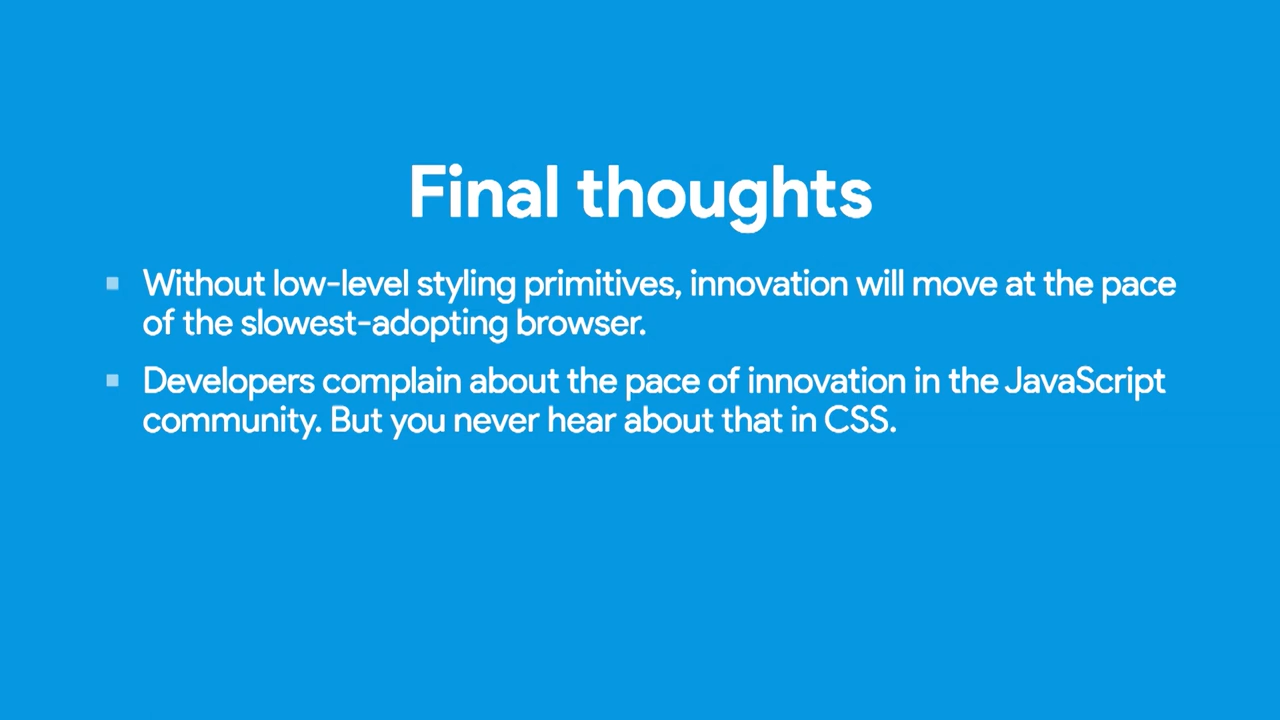 Final thoughts
Without low-level styling primitives, innovation will move at the pace
of the slowest-adopting browser.
Developers complain about the pace of innovation in the JavaScript
community. But you never hear about that in CSS.